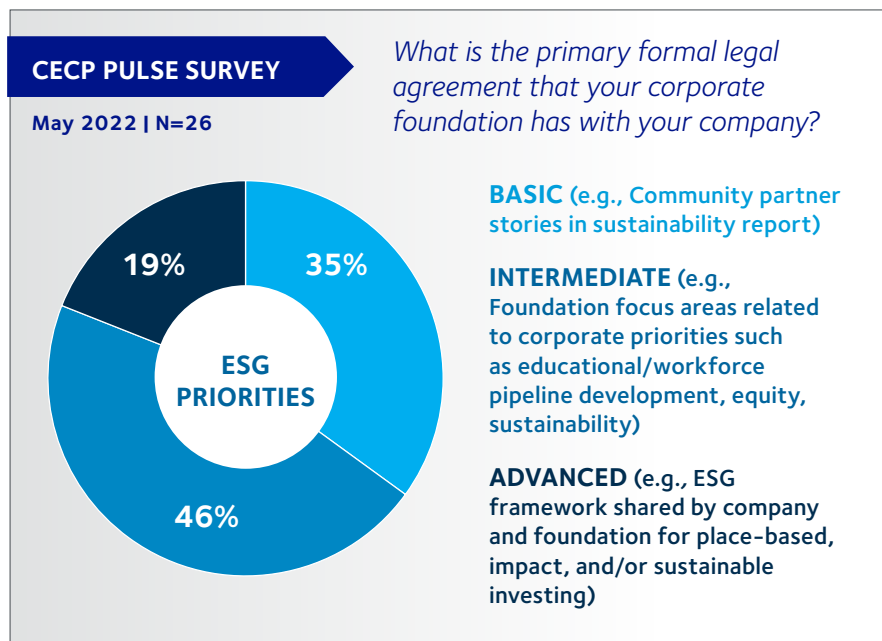 CECP PULSE SURVEY
May 2022 | N=26
What is the primary formal legal
agreement that your corporate
foundation has with your company?
19%
35%
46%
ESG
PRIORITIES
BASIC (e.g., Community partner
stories in sustainability report)
INTERMEDIATE (e.g.,
Foundation focus areas related
to corporate priorities such
as educational/workforce
pipeline development, equity,
sustainability)
ADVANCED (e.g., ESG
framework shared by company
and foundation for place-based,
impact, and/or sustainable
investing)